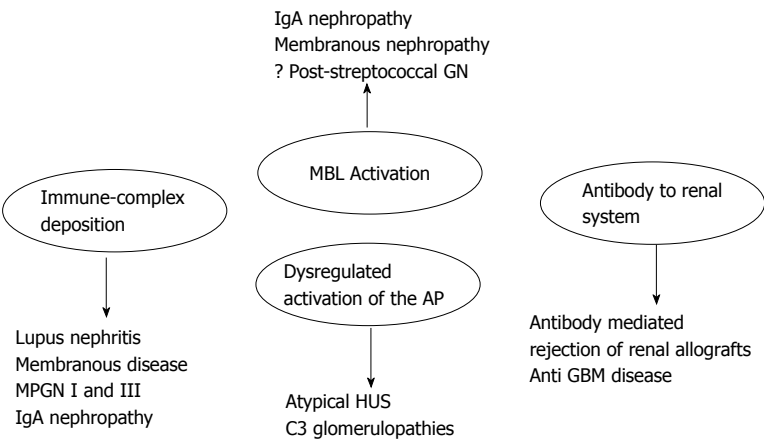 IgA nephropathy
Membranous nephropathy
? Post-streptococcal GN
MBL Activation
Immune-complex
deposition
Antibody to renal
system
Dysregulated
activation of the AP
Lupus nephritis
Membranous disease
MPGN I and III
IgA nephropathy
Antibody mediated
rejection of renal allografts
Anti GBM disease
Atypical HUS
C3 glomerulopathies